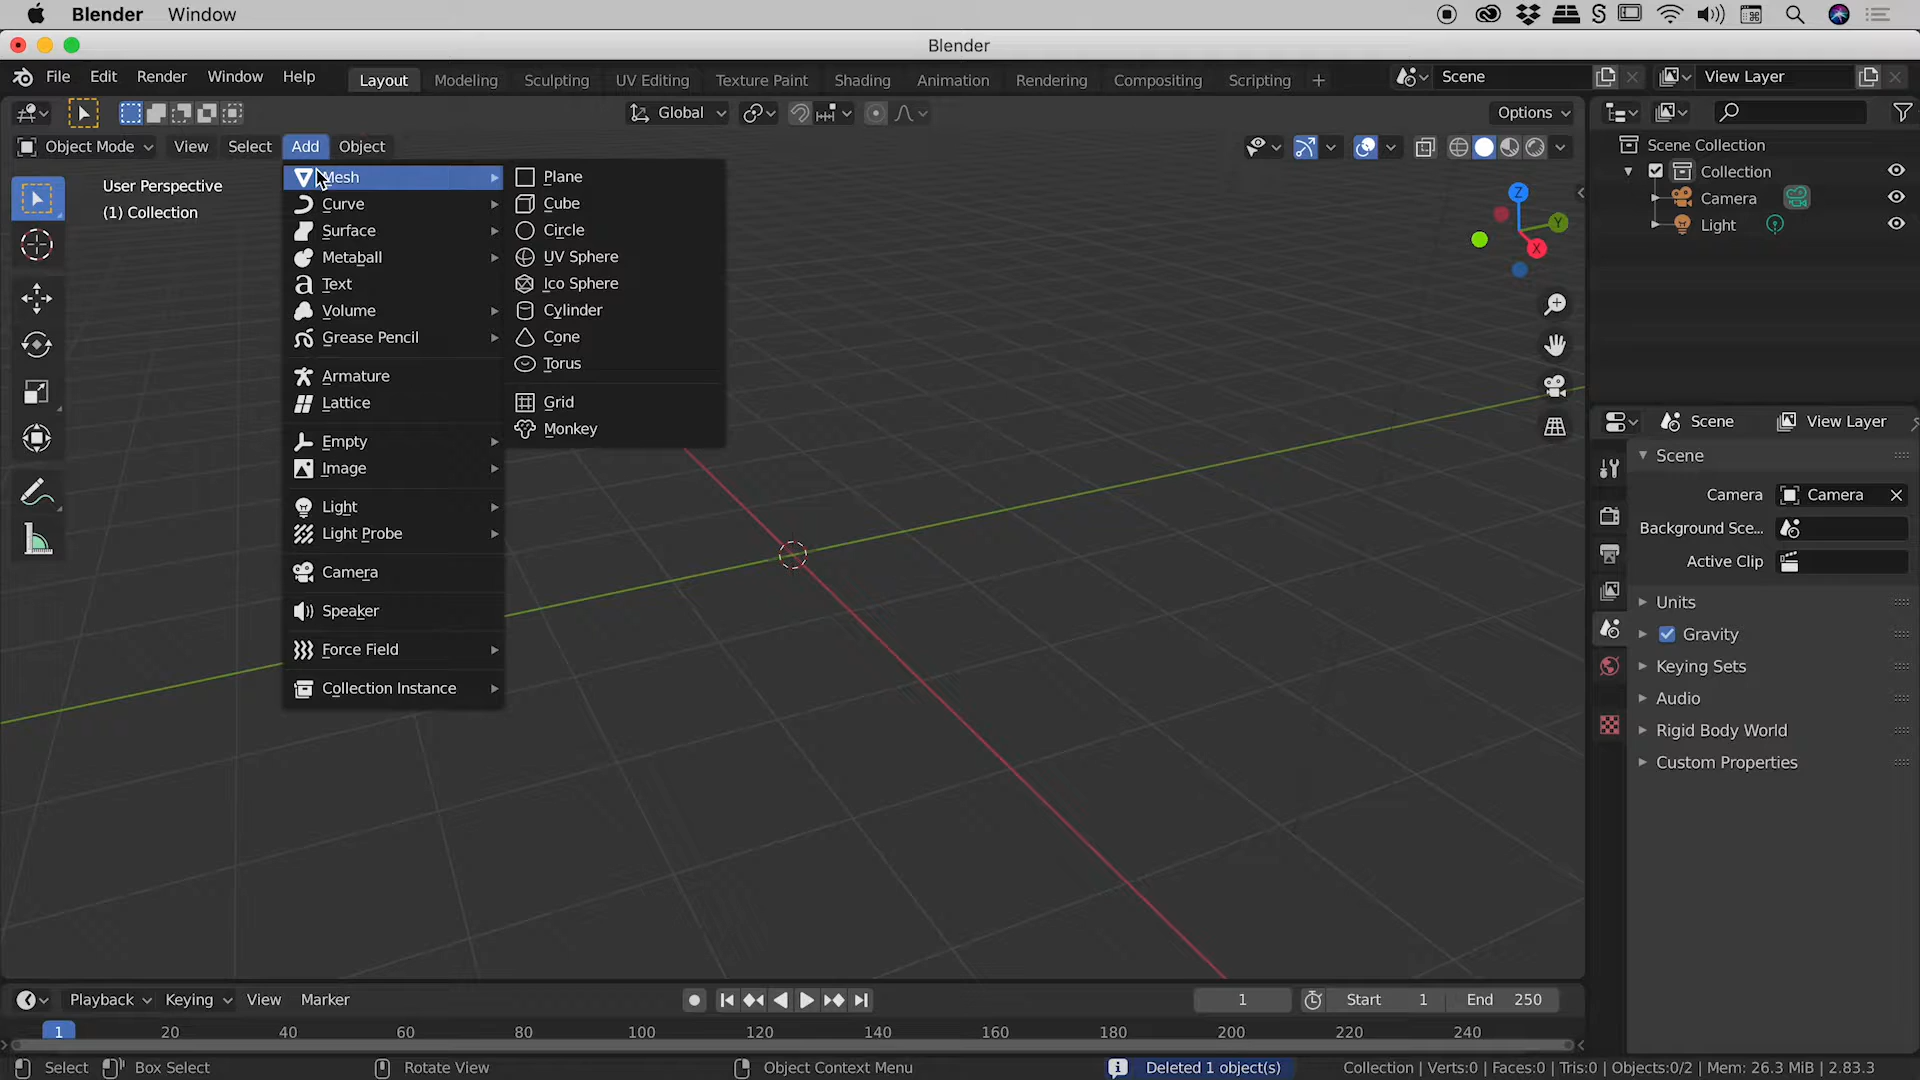 Blender Window
Blender
File Edit Render Window Help Layout Modeling Sculpting UV Editing Texture Paint Shading Animation Rendering Compositing Scripting + Scene View Layer
Global Options
Object Mode View Select Add Object
User Perspective
(1) Collection
Mesh
Curve
Surface
Metaball
Text
Volume
Grease Pencil
Armature
Lattice
Empty
Image
Light
Light Probe
Camera
Speaker
Force Field
Collection Instance
Plane
Cube
Circle
UV Sphere
Ico Sphere
Cylinder
Cone
Torus
Grid
Monkey
Z
Y
X
Scene Collection
Collection
Camera
Light
Scene View Layer
Scene
Camera Camera
Background Sce...
Active Clip
Units
Gravity
Keying Sets
Audio
Rigid Body World
Custom Properties
Playback Keying View Marker 1 Start 1 End 250
1 20 40 60 80 100 120 140 160 180 200 220 240
Select Box Select Rotate View Object Context Menu Deleted 1 object(s) Collection | Verts:0 | Faces:0 | Tris:0 | Objects:0/2 | Mem: 26.3 MiB | 2.83.3